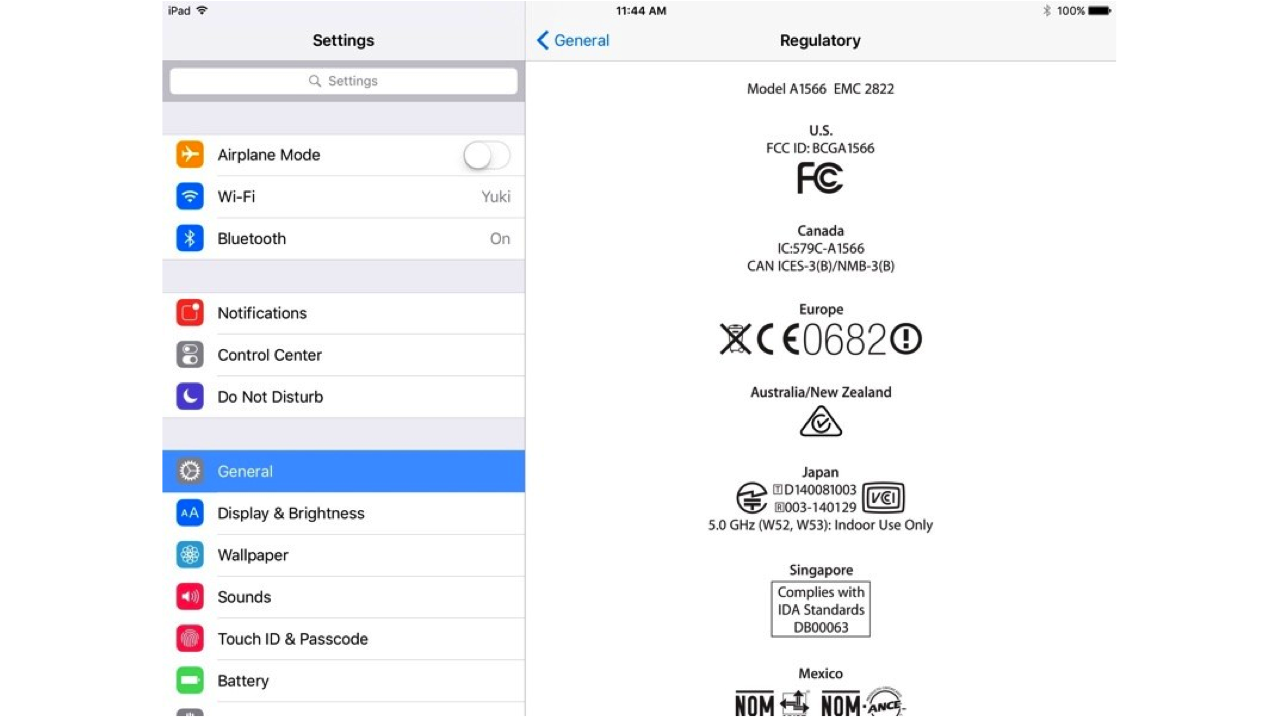 iPad
11:44 AM
100%
Settings
General
Regulatory
Settings
Airplane Mode
Wi-Fi
Yuki
Bluetooth
On
Notifications
Control Center
Do Not Disturb
General
AA
Display & Brightness
Wallpaper
Sounds
Touch ID & Passcode
Battery
Model A1566 EMC 2822
U.S.
FCC ID: BCGA1566
FC
Canada
IC:579C-A1566
CAN ICES-3(B)/NMB-3(B)
Europe
CE0682
Australia/New Zealand
Japan
T D140081003
R 003-140129
VCI
5.0 GHz (W52, W53): Indoor Use Only
Singapore
Complies with
IDA Standards
DB00063
Mexico
NOM NOM-ANCE